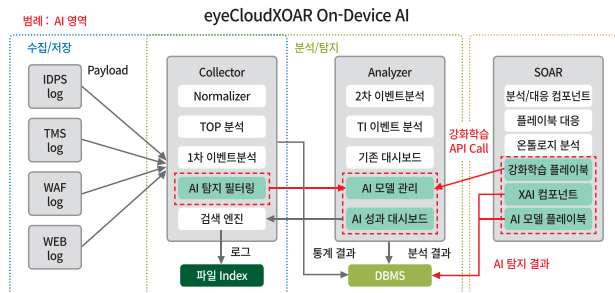 eyeCloudXOAR On-Device AI
범례 : AI 영역
수집/저장
분석/탐지
IDPS
log
TMS
log
WAF
log
WEB
log
Payload
Collector
Normalizer
TOP 분석
1차 이벤트분석
AI 탐지 필터링
검색 엔진
로그
파일 Index
Analyzer
2차 이벤트분석
TI 이벤트 분석
기존 대시보드
AI 모델 관리
AI 성과 대시보드
통계 결과
분석 결과
DBMS
강화학습
API Call
SOAR
분석/대응 컴포넌트
플레이북 대응
온톨로지 분석
강화학습 플레이북
XAI 컴포넌트
AI 모델 플레이북
AI 탐지 결과